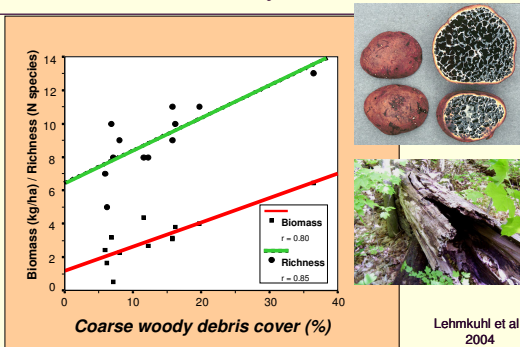 14
12
10
8
6
4
2
0
Biomass (kg/ha) / Richness (N species)
0 10 20 30 40
Biomass
r = 0.80
Richness
r = 0.85
Coarse woody debris cover (%)
Lehmkuhl et al
2004